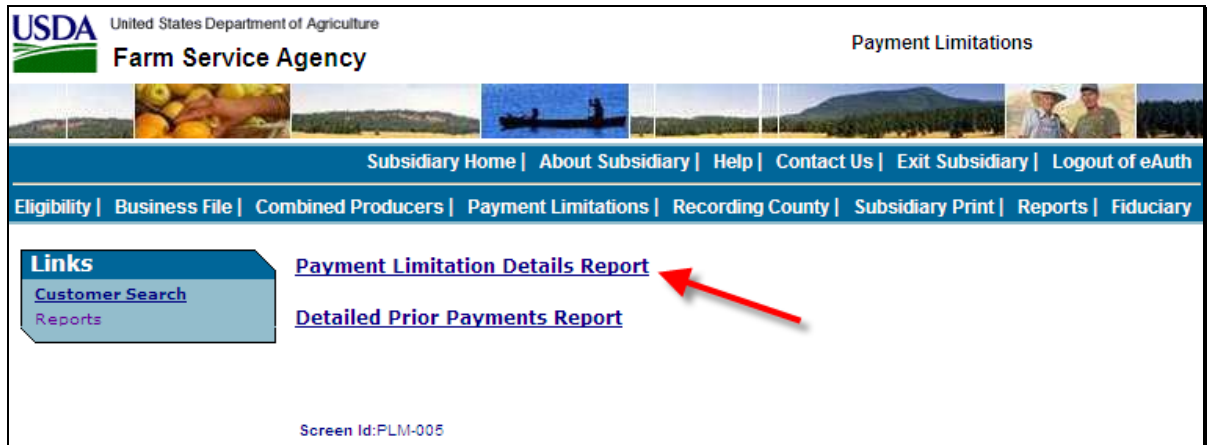 USDA United States Department of Agriculture
Farm Service Agency
Payment Limitations
Subsidiary Home | About Subsidiary | Help | Contact Us | Exit Subsidiary | Logout of eAuth
Eligibility | Business File | Combined Producers | Payment Limitations | Recording County | Subsidiary Print | Reports | Fiduciary
Links
Customer Search
Reports
Payment Limitation Details Report
Detailed Prior Payments Report
Screen Id:PLM-005